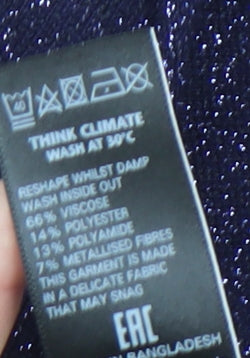 40
THINK CLIMATE
WASH AT 30°C
RESHAPE WHILST DAMP
WASH INSIDE OUT
66% VISCOSE
14% POLYESTER
13% POLYAMIDE
7% METALLISED FIBRES
THIS GARMENT IS MADE
IN A DELICATE FABRIC
THAT MAY SNAG
EAC
BANGLADESH